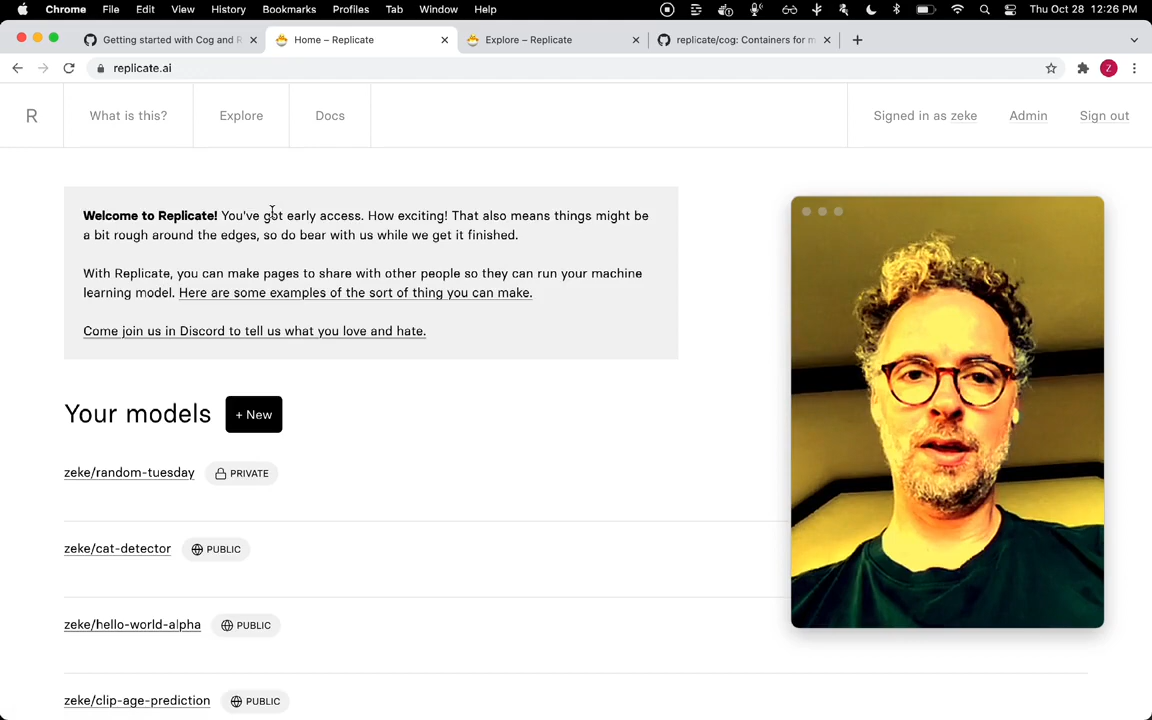 Chrome File Edit View History Bookmarks Profiles Tab Window Help Thu Oct 28 12:26 PM
Getting started with Cog and R Home – Replicate Explore – Replicate replicate/cog: Containers for m
replicate.ai Z
R What is this? Explore Docs Signed in as zeke Admin Sign out
Welcome to Replicate! You've got early access. How exciting! That also means things might be
a bit rough around the edges, so do bear with us while we get it finished.
With Replicate, you can make pages to share with other people so they can run your machine
learning model. Here are some examples of the sort of thing you can make.
Come join us in Discord to tell us what you love and hate.
Your models + New
zeke/random-tuesday PRIVATE
zeke/cat-detector PUBLIC
zeke/hello-world-alpha PUBLIC
zeke/clip-age-prediction PUBLIC